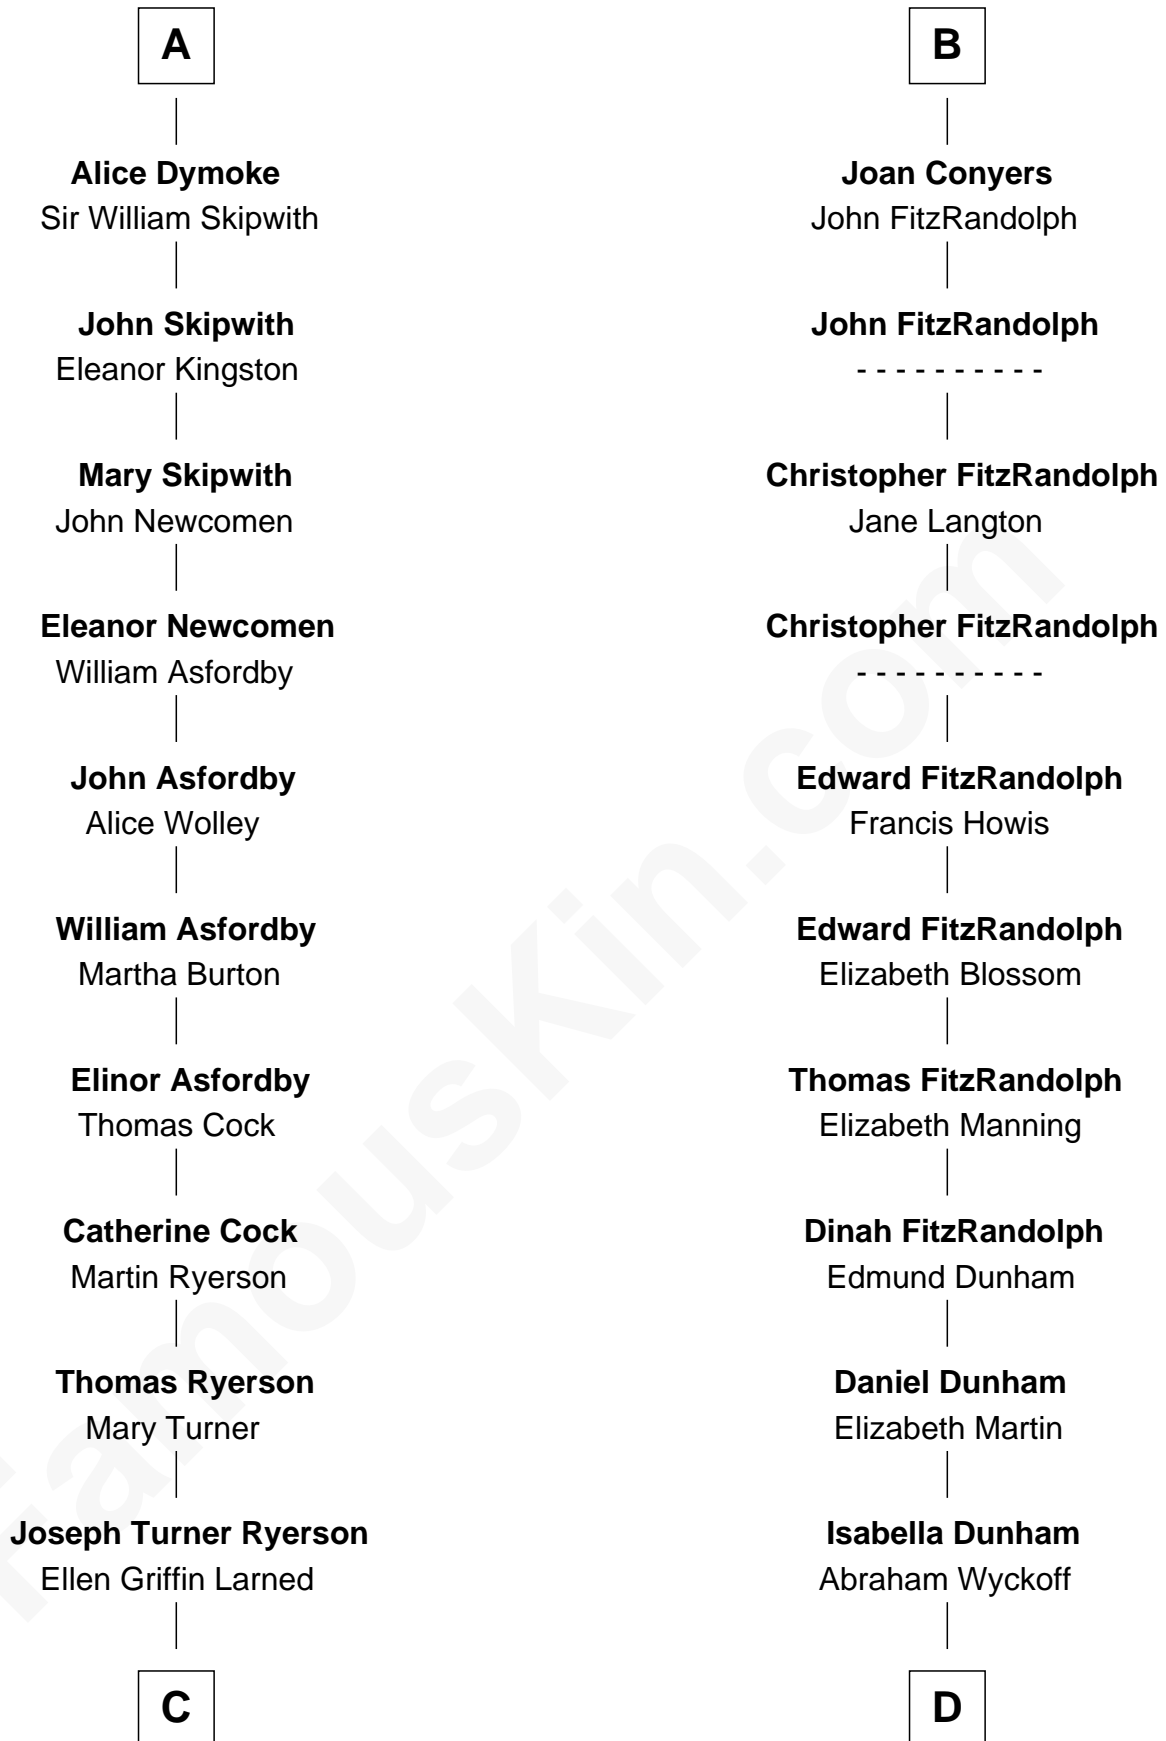 A
Alice Dymoke
Sir William Skipwith
John Skipwith
Eleanor Kingston
Mary Skipwith
John Newcomen
Eleanor Newcomen
William Asfordby
John Asfordby
Alice Wolley
William Asfordby
Martha Burton
Elinor Asfordby
Thomas Cock
Catherine Cock
Martin Ryerson
Thomas Ryerson
Mary Turner
Joseph Turner Ryerson
Ellen Griffin Larned
C
B
Joan Conyers
John FitzRandolph
John FitzRandolph
- - - - - - - - - -
Christopher FitzRandolph
Jane Langton
Christopher FitzRandolph
- - - - - - - - - -
Edward FitzRandolph
Francis Howis
Edward FitzRandolph
Elizabeth Blossom
Thomas FitzRandolph
Elizabeth Manning
Dinah FitzRandolph
Edmund Dunham
Daniel Dunham
Elizabeth Martin
Isabella Dunham
Abraham Wyckoff
D
FamousKin.com